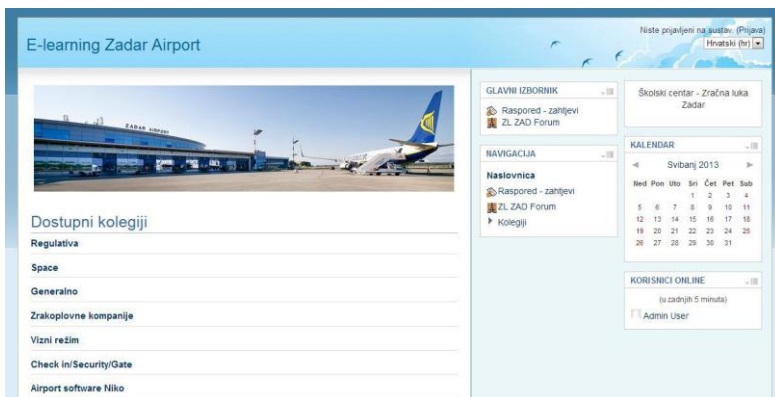 E-learning Zadar Airport
Niste prijavljeni na sustav. (Prijava)
Hrvatski (hr)
ZADAR AIRPORT
Dostupni kolegiji
Regulativa
Space
Generalno
Zrakoplovne kompanije
Vizni režim
Check in/Security/Gate
Airport software Niko
GLAVNI IZBORNIK
Raspored - zahtjevi
ZL ZAD Forum
NAVIGACIJA
Naslovnica
Raspored - zahtjevi
ZL ZAD Forum
Kolegiji
Školski centar - Zračna luka
Zadar
KALENDAR
Svibanj 2013
Ned Pon Uto Sri Čet Pet Sub
1 2 3 4
5 6 7 8 9 10 11
12 13 14 15 16 17 18
19 20 21 22 23 24 25
26 27 28 29 30 31
KORISNICI ONLINE
(u zadnjih 5 minuta)
Admin User